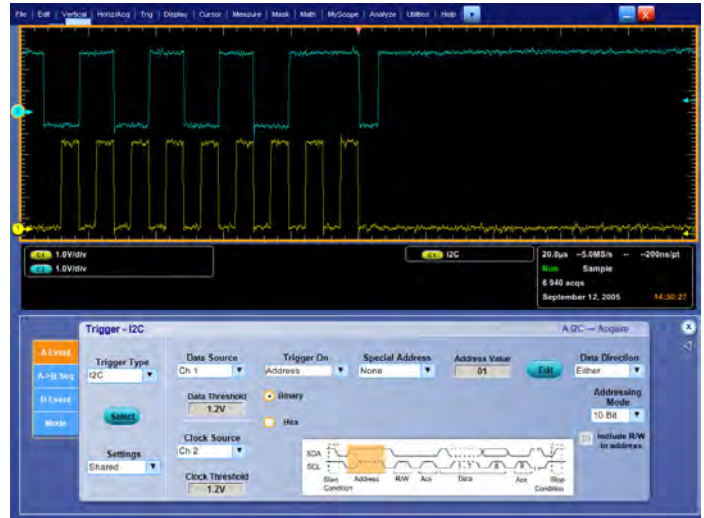 File | Edit | Vertical | Horiz/Acq | Trig | Display | Cursor | Measure | Mask | Math | MyScope | Analyze | Utilities | Help
C1 1.0V/div
C2 1.0V/div
C1 I2C
20.0µs 5.0MS/s 200ns/pt
Run Sample
6 940 acqs
September 12, 2005 14:30:27
Trigger - I2C
A:I2C — Acquire
A Event
A->B Seq
B Event
Mode
Trigger Type
I2C
Select
Settings
Shared
Data Source
Ch 1
Data Threshold
1.2V
Clock Source
Ch 2
Clock Threshold
1.2V
Trigger On
Address
Binary
Hex
Special Address
None
Address Value
01
Edit
Data Direction
Either
Addressing
Mode
10 Bit
Include R/W
in address
SDA
SCL
Start
Condition
Address
R/W
Ack
Data
Ack
Stop
Condition